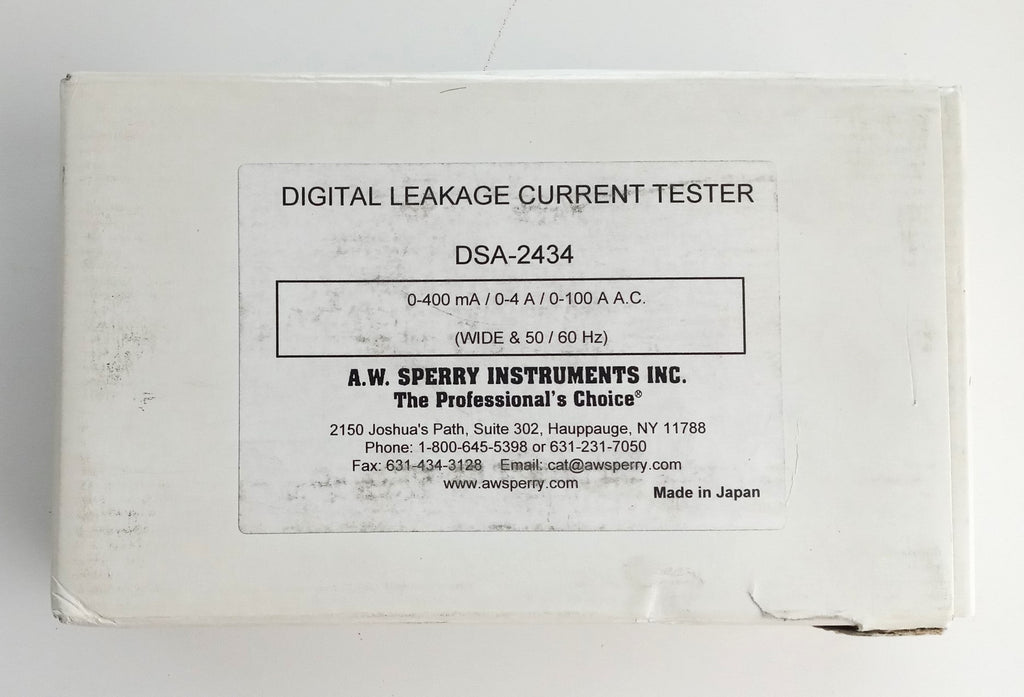 DIGITAL LEAKAGE CURRENT TESTER
DSA-2434
0-400 mA / 0-4 A / 0-100 A A.C.
(WIDE & 50 / 60 Hz)
A.W. SPERRY INSTRUMENTS INC.
The Professional's Choice®
2150 Joshua's Path, Suite 302, Hauppauge, NY 11788
Phone: 1-800-645-5398 or 631-231-7050
Fax: 631-434-3128 Email: cat@awsperry.com
www.awsperry.com
Made in Japan